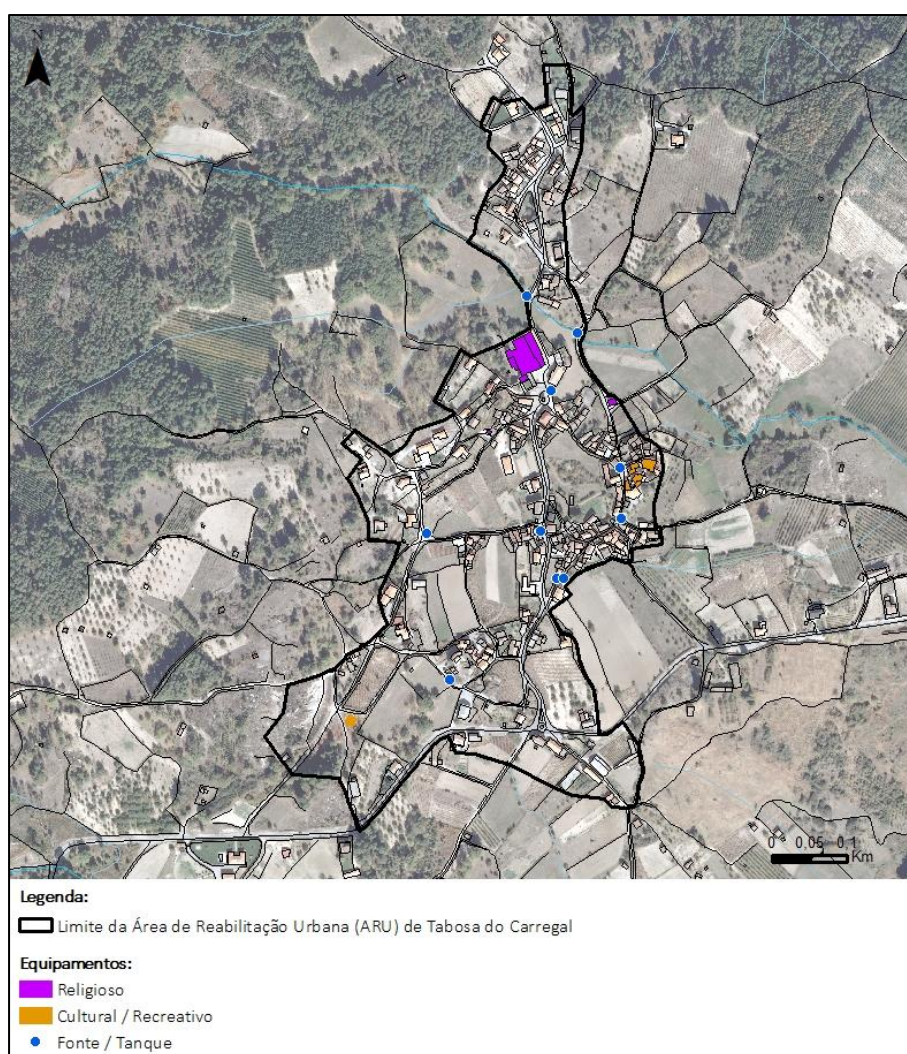 N
0 0,05 0,1
Km
Legenda:
Limite da Área de Reabilitação Urbana (ARU) de Tabosa do Carregal
Equipamentos:
Religioso
Cultural / Recreativo
Fonte / Tanque